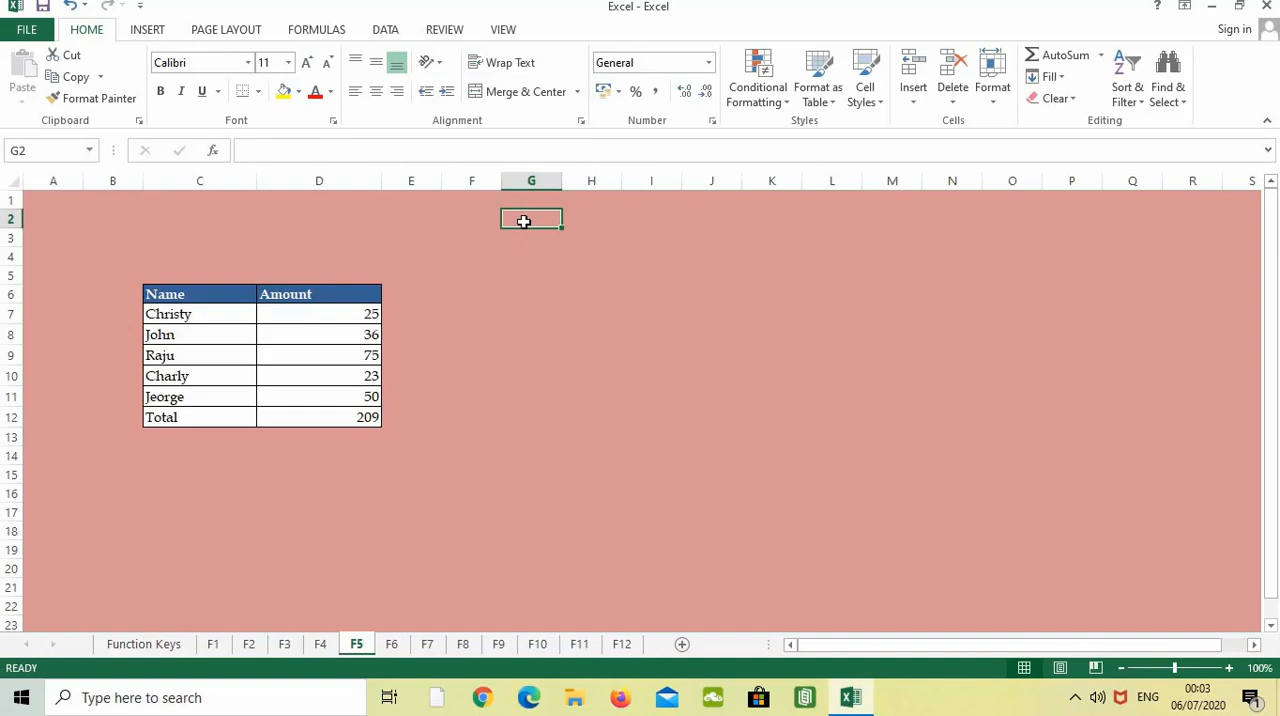 Excel - Excel
?
FILE HOME INSERT PAGE LAYOUT FORMULAS DATA REVIEW VIEW Sign in
Paste Cut Copy Format Painter
Clipboard
Calibri 11 A A
B I U A
Font
Wrap Text
Merge & Center
Alignment
General
% ,
Number
Conditional Formatting
Format as Table
Cell Styles
Styles
Insert Delete Format
Cells
AutoSum
Fill
Clear
Sort & Filter
Find & Select
Editing
G2 fx
A B C D E F G H I J K L M N O P Q R S
1
2
3
4
5
6 Name Amount
7 Christy 25
8 John 36
9 Raju 75
10 Charly 23
11 Jeorge 50
12 Total 209
13
14
15
16
17
18
19
20
21
22
23
Function Keys F1 F2 F3 F4 F5 F6 F7 F8 F9 F10 F11 F12
READY 100%
Type here to search
ENG
00:03
06/07/2020
1